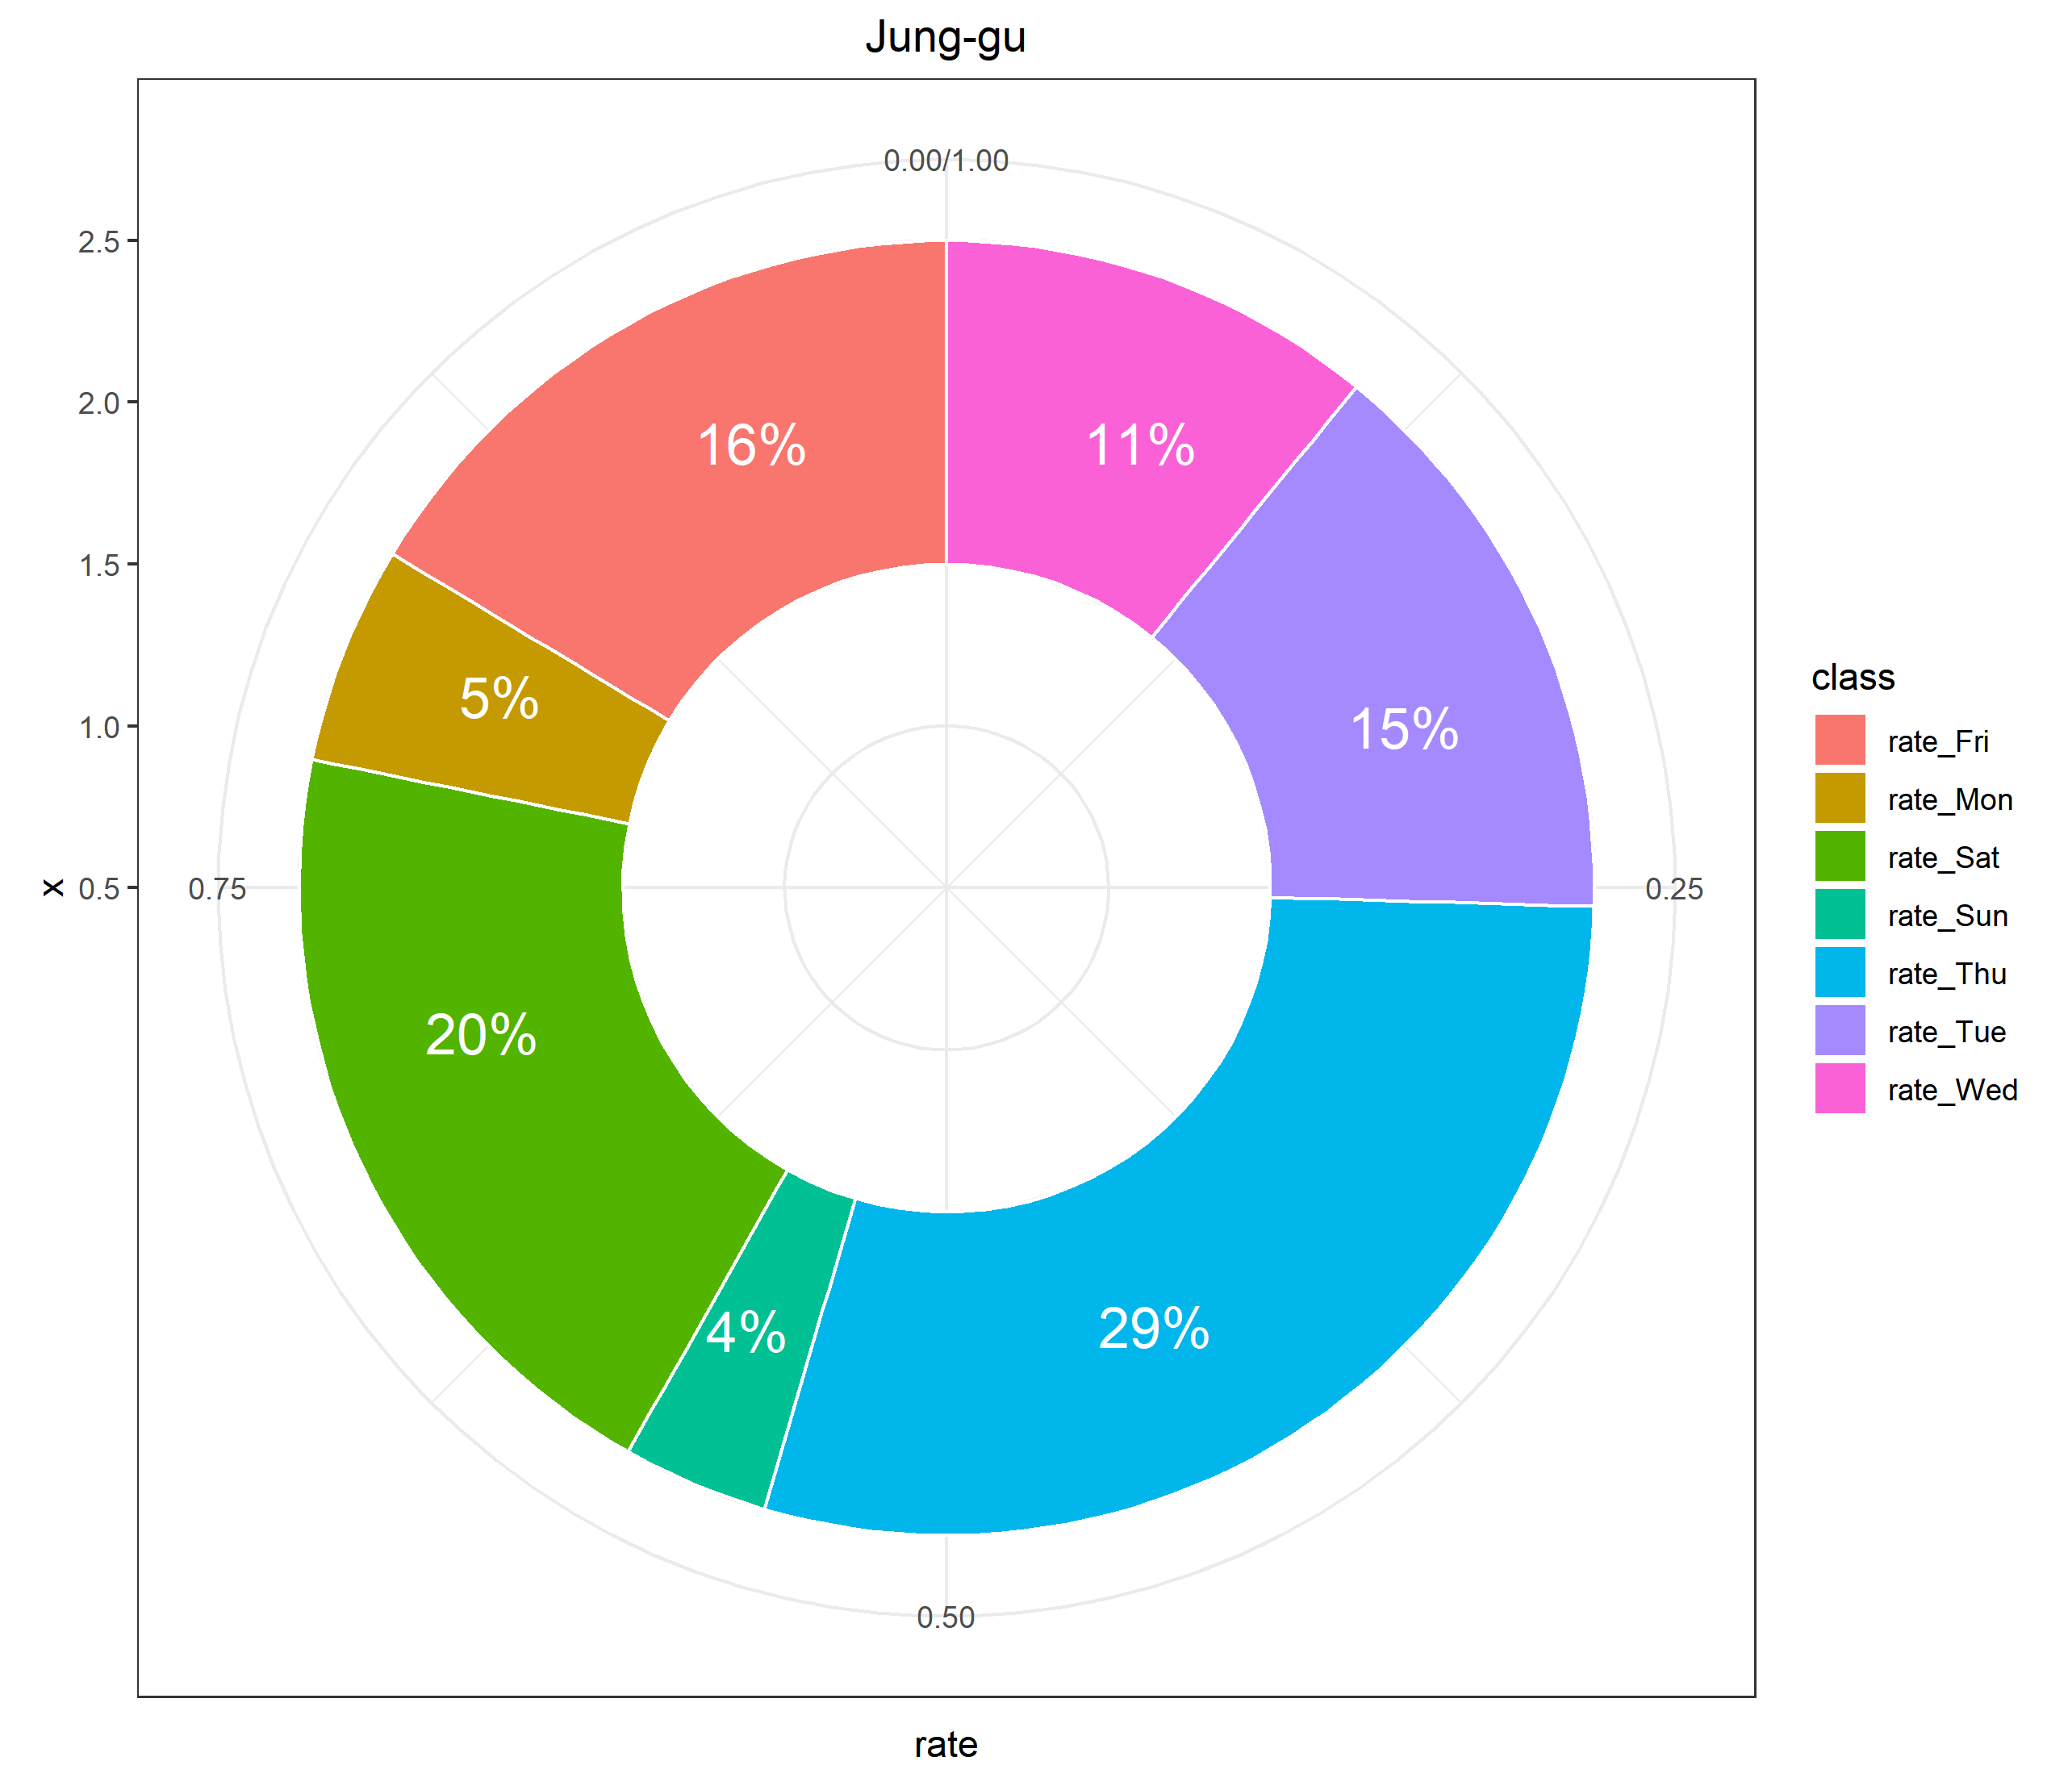 Jung-gu
0.00/1.00
2.5
2.0
16%
11%
1.5
5%
15%
1.0
x
0.5
0.75
0.25
20%
4%
29%
0.50
rate
class
rate_Fri
rate_Mon
rate_Sat
rate_Sun
rate_Thu
rate_Tue
rate_Wed